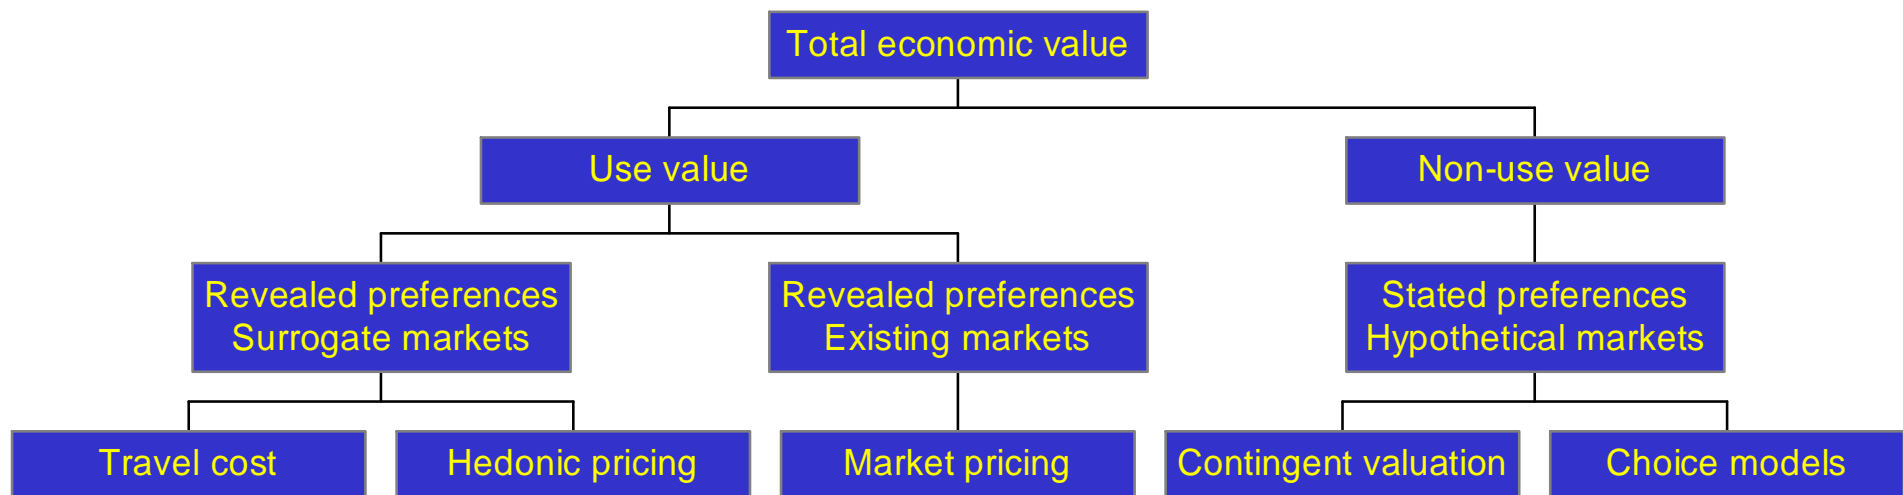 Total economic value
Use value
Non-use value
Revealed preferences
Surrogate markets
Revealed preferences
Existing markets
Stated preferences
Hypothetical markets
Travel cost
Hedonic pricing
Market pricing
Contingent valuation
Choice models